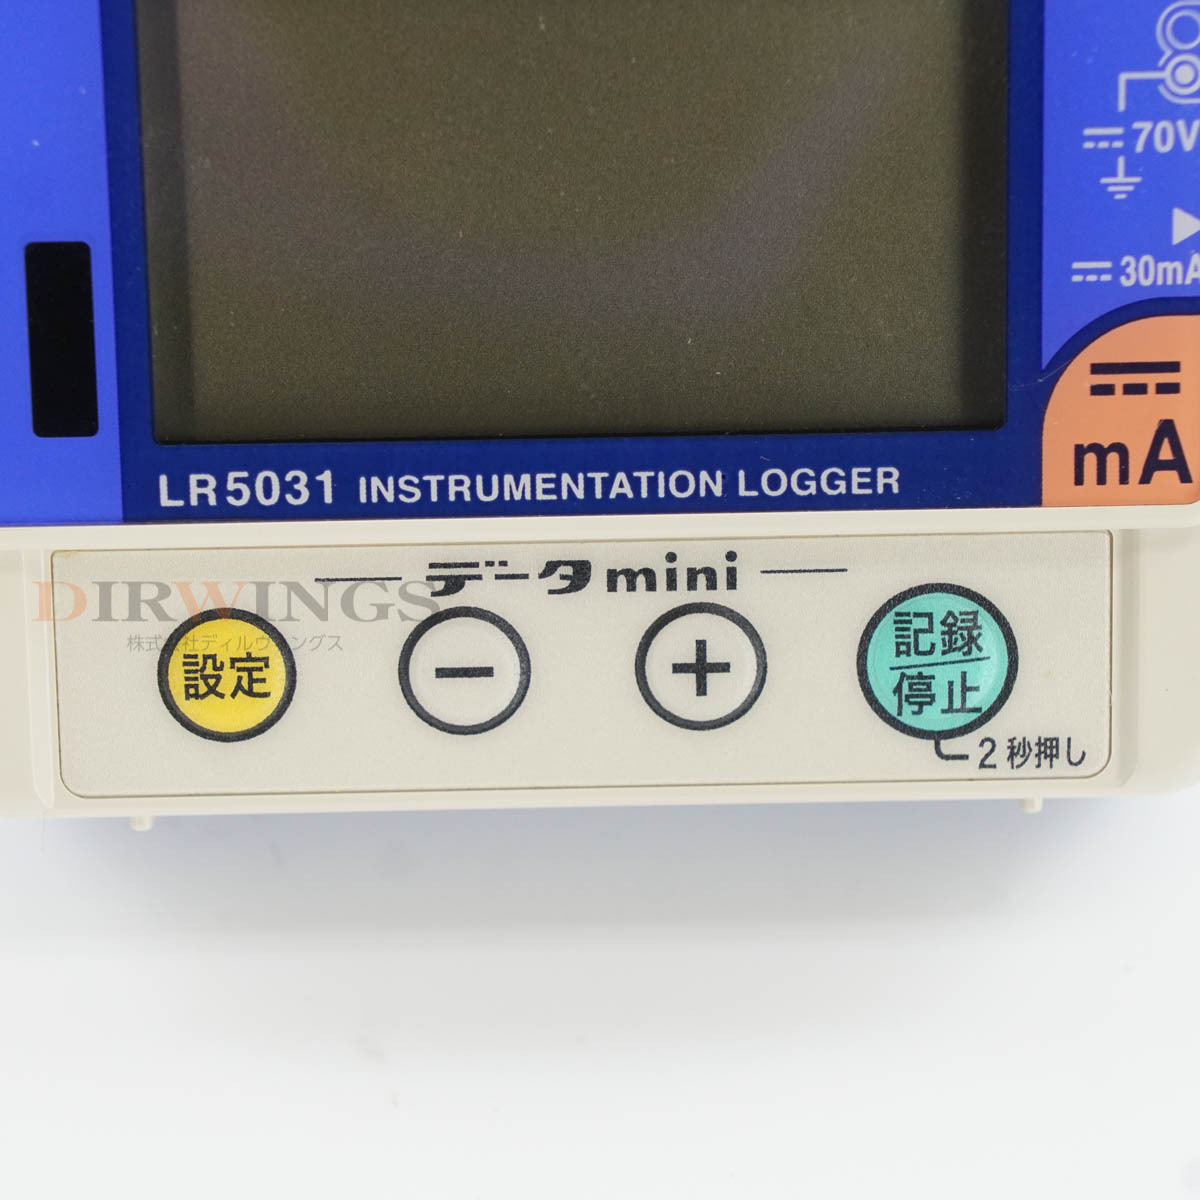 70V
30mA
mA
LR5031 INSTRUMENTATION LOGGER
データmini
DIRWINGS
株式会社ディルウィングス
設定
−
+
記録
停止
2秒押し